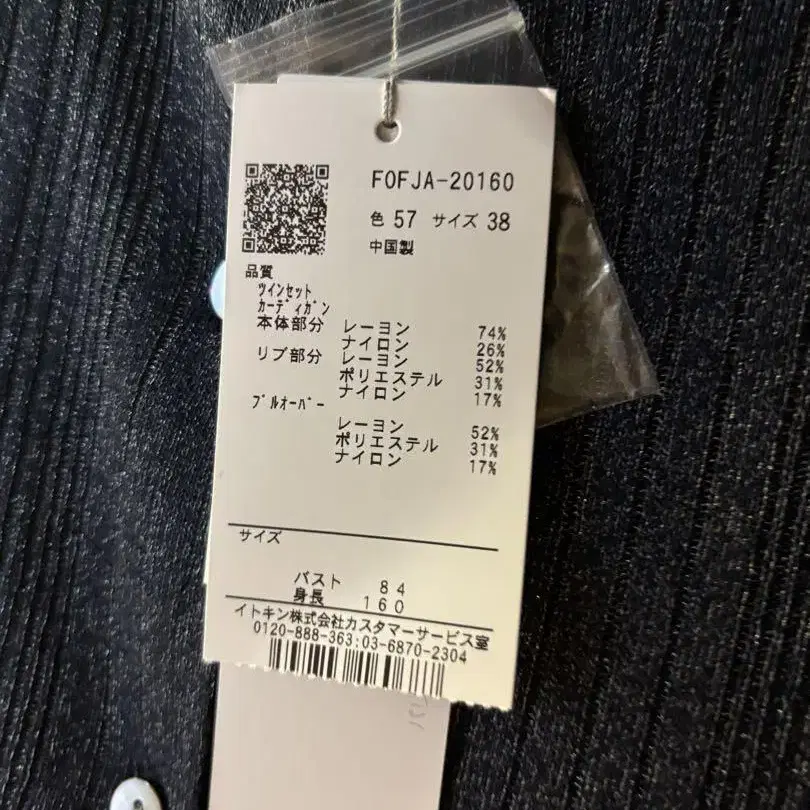 FOFJA-20160
色 57 サイズ 38
中国製
品質
ツインセット
カーディガン
本体部分 レーヨン 74%
ナイロン 26%
リブ部分 レーヨン 52%
ポリエステル 31%
ナイロン 17%
プルオーバー
レーヨン 52%
ポリエステル 31%
ナイロン 17%
サイズ
バスト 84
身長 160
イトキン株式会社カスタマーサービス室
0120-888-363:03-6870-2304